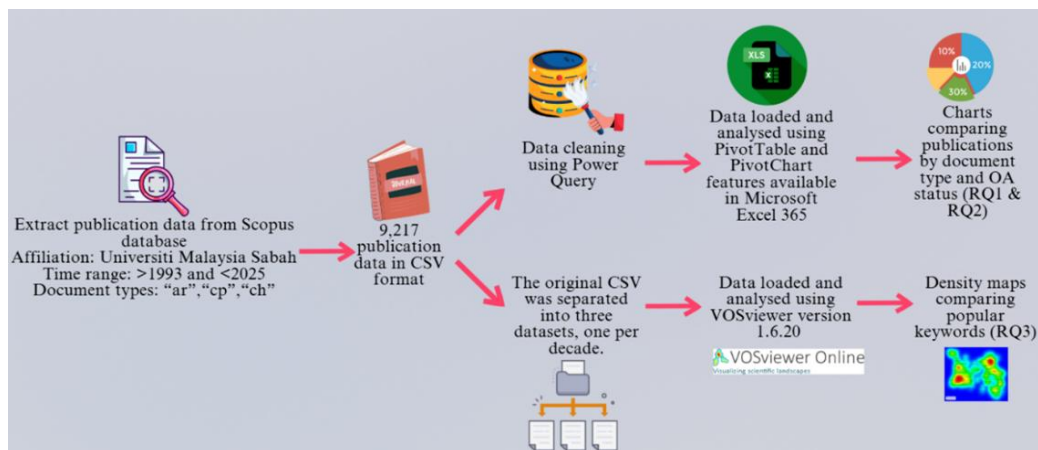 Extract publication data from Scopus
database
Affiliation: Universiti Malaysia Sabah
Time range: >1993 and <2025
Document types: “ar”,“cp”,“ch”
9,217
publication
data in CSV
format
Data cleaning
using Power
Query
XLS
Data loaded and
analysed using
PivotTable and
PivotChart
features available
in Microsoft
Excel 365
10%
20%
30%
Charts
comparing
publications
by document
type and OA
status (RQ1 &
RQ2)
The original CSV
was separated
into three
datasets, one per
decade.
Data loaded and
analysed using
VOSviewer version
1.6.20
VOSviewer Online
Visualizing scientific landscapes
Density maps
comparing
popular
keywords (RQ3)